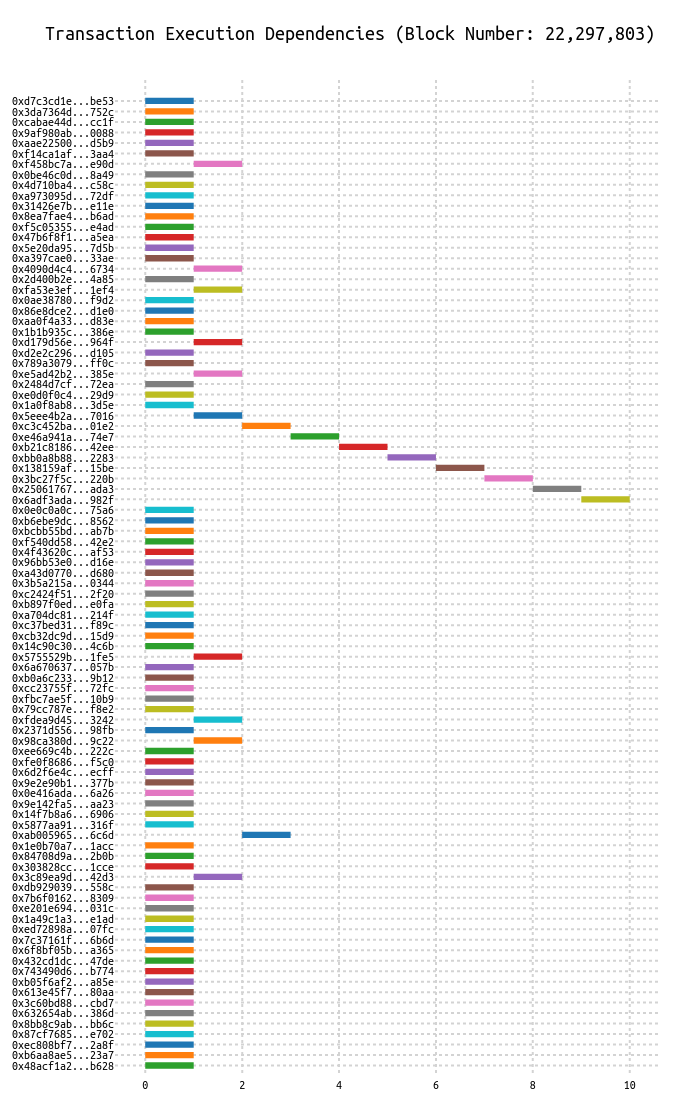 Transaction Execution Dependencies (Block Number: 22,297,803)
0xd7c3cd1e...be53
0x3da7364d...752c
0xcabae44d...cc1f
0x9af980ab...0088
0xaae22500...d5b9
0xf14ca1af...3aa4
0xf458bc7a...e90d
0x0be46c0d...8a49
0x4d710ba4...c58c
0xa973095d...72df
0x31426e7b...e11e
0x8ea7fae4...b6ad
0xf5c05355...e4ad
0x47b6f8f1...a5ea
0x5e20da95...7d5b
0xa397cae0...33ae
0x4090d4c4...6734
0x2d400b2e...4a85
0xfa53e3ef...1ef4
0x0ae38780...f9d2
0x86e8dce2...d1e0
0xaa0f4a33...d83e
0x1b1b935c...386e
0xd179d56e...964f
0xd2e2c296...d105
0x789a3079...ff0c
0xe5ad42b2...385e
0x2484d7cf...72ea
0xe0d0f0c4...29d9
0x1a0f8ab8...3d5e
0x5eee4b2a...7016
0xc3c452ba...01e2
0xe46a941a...74e7
0xb21c8186...42ee
0xbb0a8b88...2283
0x138159af...15be
0x3bc27f5c...220b
0x25061767...ada3
0x6adf3ada...982f
0x0e0c0a0c...75a6
0xb6ebe9dc...8562
0xbcbb55bd...ab7b
0xf540dd58...42e2
0x4f43620c...af53
0x96bb53e0...d16e
0xa43d0770...d680
0x3b5a215a...0344
0xc2424f51...2f20
0xb897f0ed...e0fa
0xa704dc81...214f
0xc37bed31...f89c
0xcb32dc9d...15d9
0x14c90c30...4c6b
0x5755529b...1fe5
0x6a670637...057b
0xb0a6c233...9b12
0xcc23755f...72fc
0xfbc7ae5f...10b9
0x79cc787e...f8e2
0xfdea9d45...3242
0x2371d556...98fb
0x98ca380d...9c22
0xee669c4b...222c
0xfe0f8686...f5c0
0x6d2f6e4c...ecff
0x9e2e90b1...377b
0x0e416ada...6a26
0x9e142fa5...aa23
0x14f7b8a6...6906
0x5877aa91...316f
0xab005965...6c6d
0x1e0b70a7...1acc
0x84708d9a...2b0b
0x303828cc...1cce
0x3c89ea9d...42d3
0xdb929039...558c
0x7b6f0162...8309
0xe201e694...031c
0x1a49c1a3...e1ad
0xed72898a...07fc
0x7c37161f...6b6d
0x6f8bf05b...a365
0x432cd1dc...47de
0x743490d6...b774
0xb05f6af2...a85e
0x613e45f7...80aa
0x3c60bd88...cbd7
0x632654ab...386d
0x8bb8c9ab...bb6c
0x87cf7685...e702
0xec808bf7...2a8f
0xb6aa8ae5...23a7
0x48acf1a2...b628
0 2 4 6 8 10